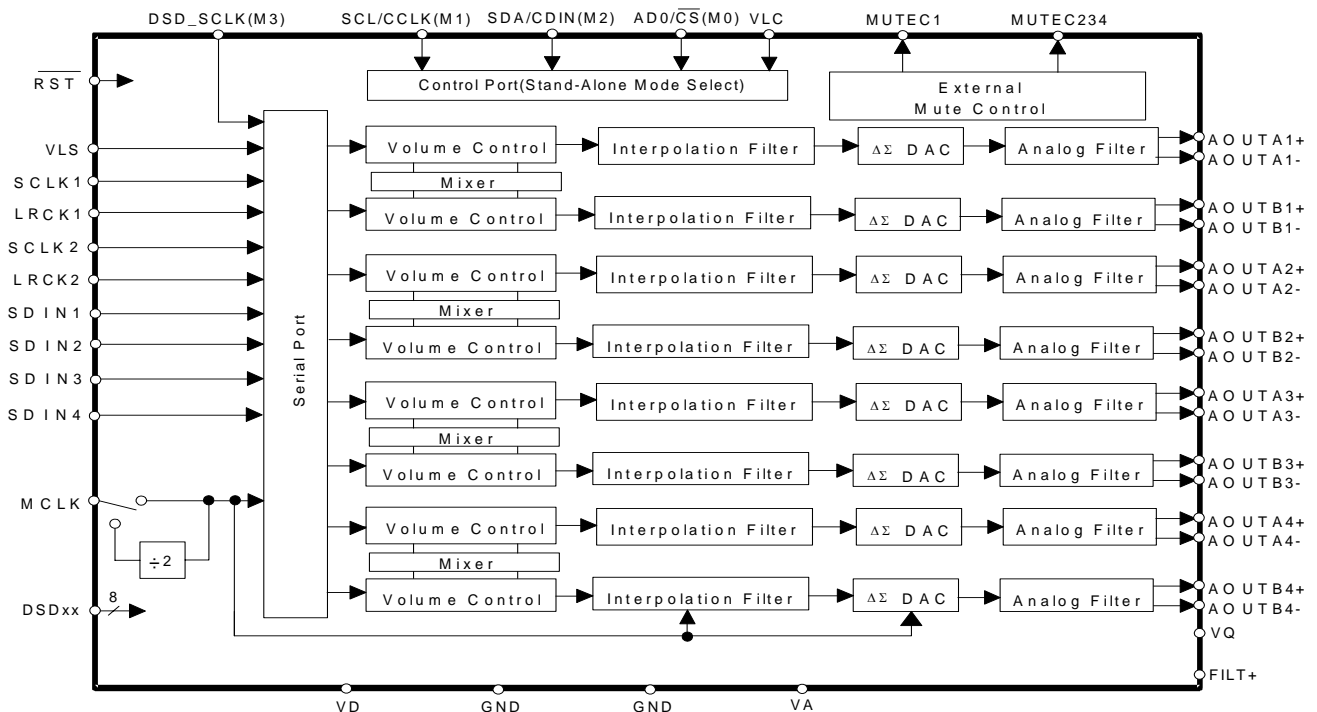 DSD_SCLK(M3) SCL/CCLK(M1) SDA/CDIN(M2) AD0/CS(M0) VLC MUTEC1 MUTEC234
RST
Control Port(Stand-Alone Mode Select)
External
Mute Control
VLS
SCLK1
LRCK1
SCLK2
LRCK2
SDIN1
SDIN2
SDIN3
SDIN4
MCLK
÷2
8
DSDxx
Serial Port
Volume Control Interpolation Filter ΔΣ DAC Analog Filter AOUTA1+
AOUTA1-
Mixer
Volume Control Interpolation Filter ΔΣ DAC Analog Filter AOUTB1+
AOUTB1-
Volume Control Interpolation Filter ΔΣ DAC Analog Filter AOUTA2+
AOUTA2-
Mixer
Volume Control Interpolation Filter ΔΣ DAC Analog Filter AOUTB2+
AOUTB2-
Volume Control Interpolation Filter ΔΣ DAC Analog Filter AOUTA3+
AOUTA3-
Mixer
Volume Control Interpolation Filter ΔΣ DAC Analog Filter AOUTB3+
AOUTB3-
Volume Control Interpolation Filter ΔΣ DAC Analog Filter AOUTA4+
AOUTA4-
Mixer
Volume Control Interpolation Filter ΔΣ DAC Analog Filter AOUTB4+
AOUTB4-
VQ
FILT+
VD GND GND VA